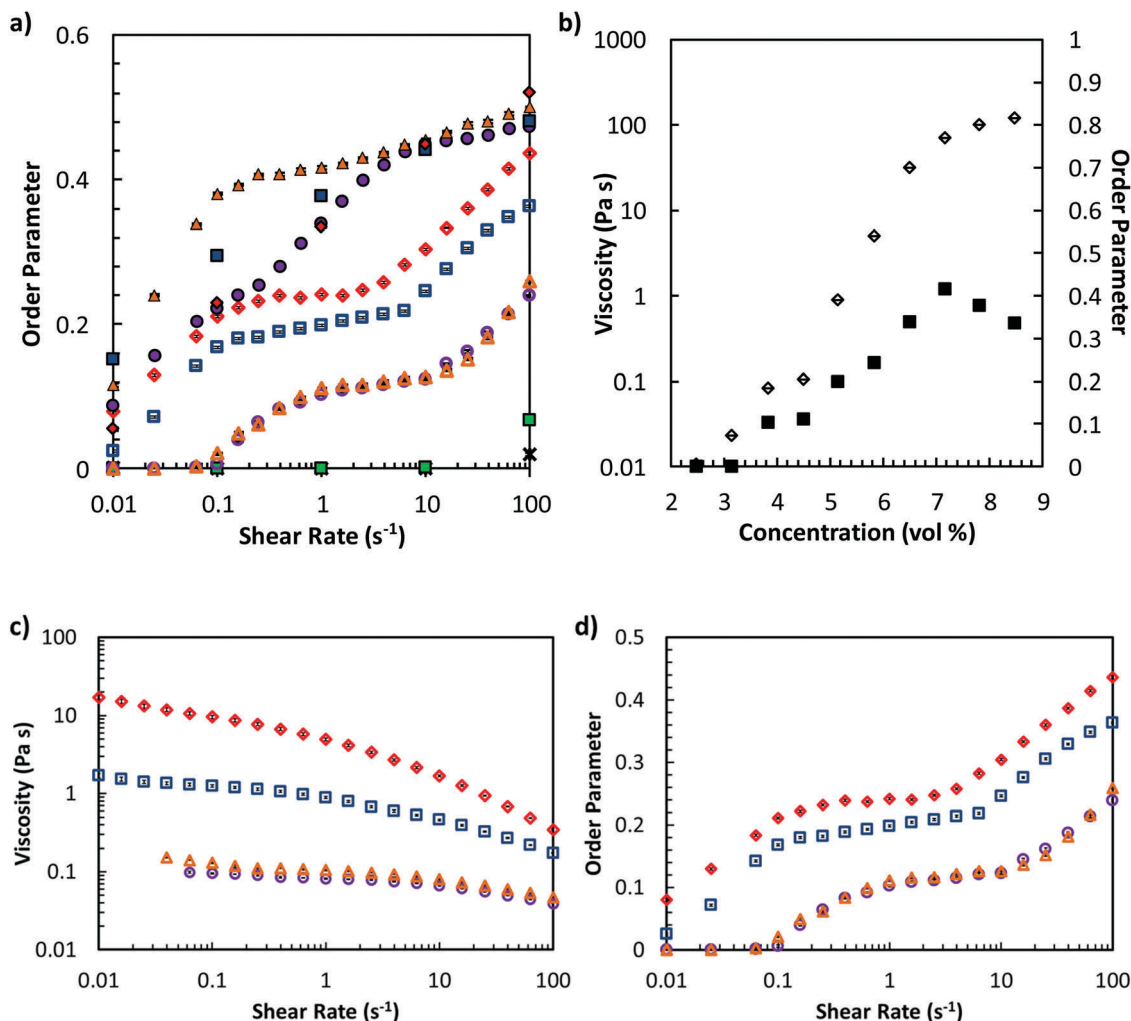 a)
0.6
0.4
0.2
0
Order Parameter
0.01 0.1 1 10 100
Shear Rate (s-1)
b)
1000
100
10
1
0.1
0.01
Viscosity (Pa s)
1
0.9
0.8
0.7
0.6
0.5
0.4
0.3
0.2
0.1
0
Order Parameter
2 3 4 5 6 7 8 9
Concentration (vol %)
c)
100
10
1
0.1
0.01
Viscosity (Pa s)
0.01 0.1 1 10 100
Shear Rate (s-1)
d)
0.5
0.4
0.3
0.2
0.1
0
Order Parameter
0.01 0.1 1 10 100
Shear Rate (s-1)